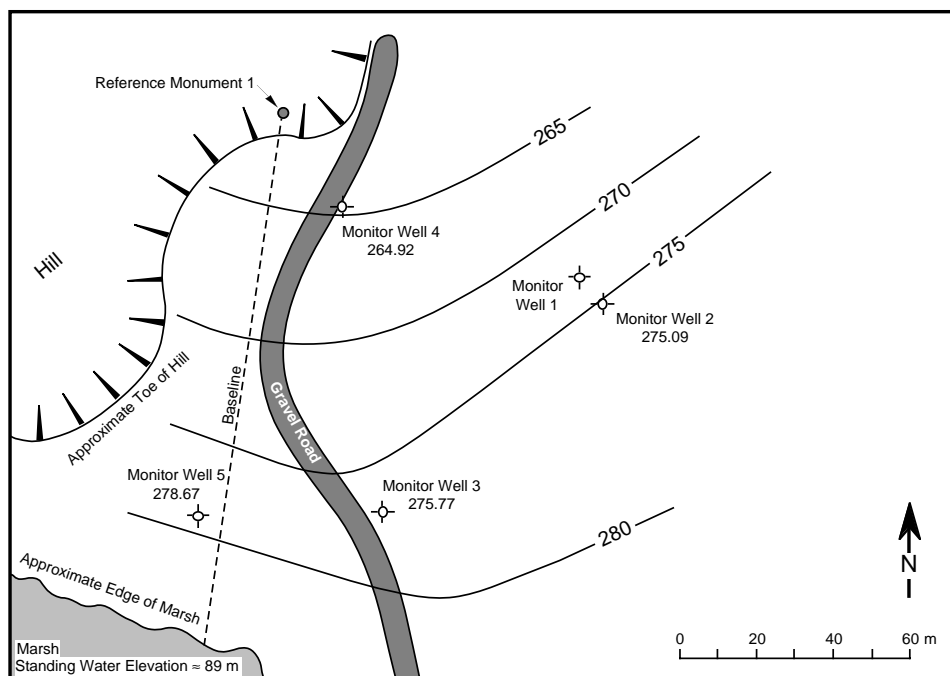 Reference Monument 1
265
270
275
Monitor Well 4
264.92
Hill
Monitor
Well 1
Monitor Well 2
275.09
Approximate Toe of Hill
Baseline
Gravel Road
Monitor Well 5
278.67
Monitor Well 3
275.77
280
N
Approximate Edge of Marsh
Marsh
Standing Water Elevation ≈ 89 m
0 20 40 60 m